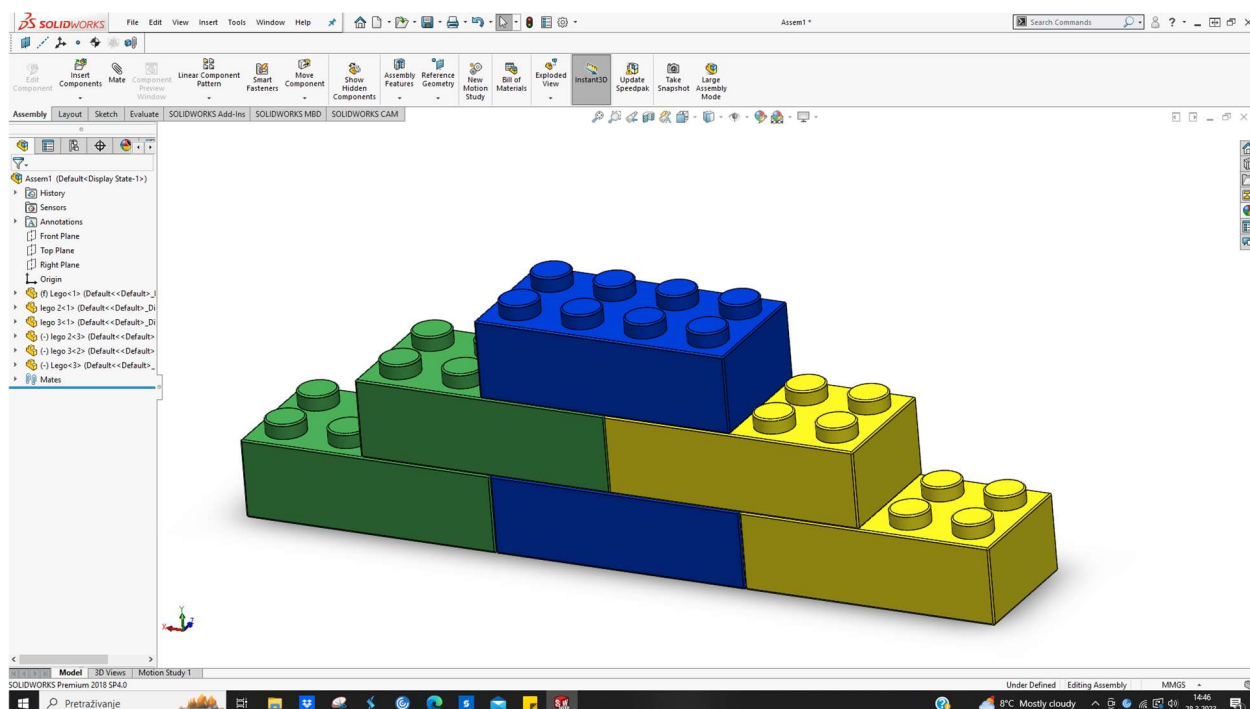 SOLIDWORKS File Edit View Insert Tools Window Help Assem1 * Search Commands
Edit Component
Insert Components
Mate
Component Preview Window
Linear Component Pattern
Smart Fasteners
Move Component
Show Hidden Components
Assembly Features
Reference Geometry
New Motion Study
Bill of Materials
Exploded View
Instant3D
Update Speedpak
Take Snapshot
Large Assembly Mode
Assembly Layout Sketch Evaluate SOLIDWORKS Add-Ins SOLIDWORKS MBD SOLIDWORKS CAM
Assem1 (Default<Display State-1>)
History
Sensors
Annotations
Front Plane
Top Plane
Right Plane
Origin
(f) Lego<1> (Default<<Default>_
lego 2<1> (Default<<Default>_Di
lego 3<1> (Default<<Default>_Di
(-) lego 2<3> (Default<<Default>
(-) lego 3<2> (Default<<Default>
(-) Lego<3> (Default<<Default>_
Mates
Y
X
Z
Model 3D Views Motion Study 1
SOLIDWORKS Premium 2018 SP4.0 Under Defined Editing Assembly MMGS
Pretraživanje 8°C Mostly cloudy 14:46